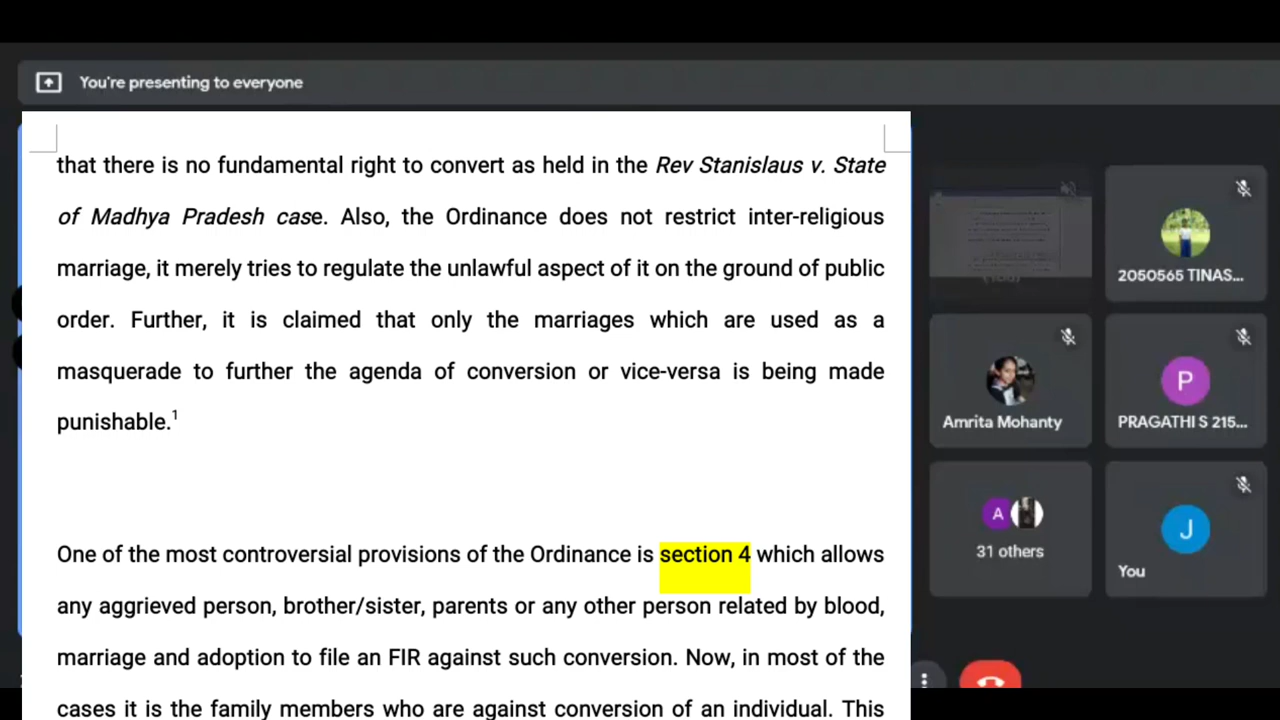 You're presenting to everyone
that there is no fundamental right to convert as held in the Rev Stanislaus v. State
of Madhya Pradesh case. Also, the Ordinance does not restrict inter-religious
marriage, it merely tries to regulate the unlawful aspect of it on the ground of public
order. Further, it is claimed that only the marriages which are used as a
masquerade to further the agenda of conversion or vice-versa is being made
punishable.1
One of the most controversial provisions of the Ordinance is section 4 which allows
any aggrieved person, brother/sister, parents or any other person related by blood,
marriage and adoption to file an FIR against such conversion. Now, in most of the
cases it is the family members who are against conversion of an individual. This
2050565 TINAS...
Amrita Mohanty
P
PRAGATHI S 215...
A
31 others
J
You